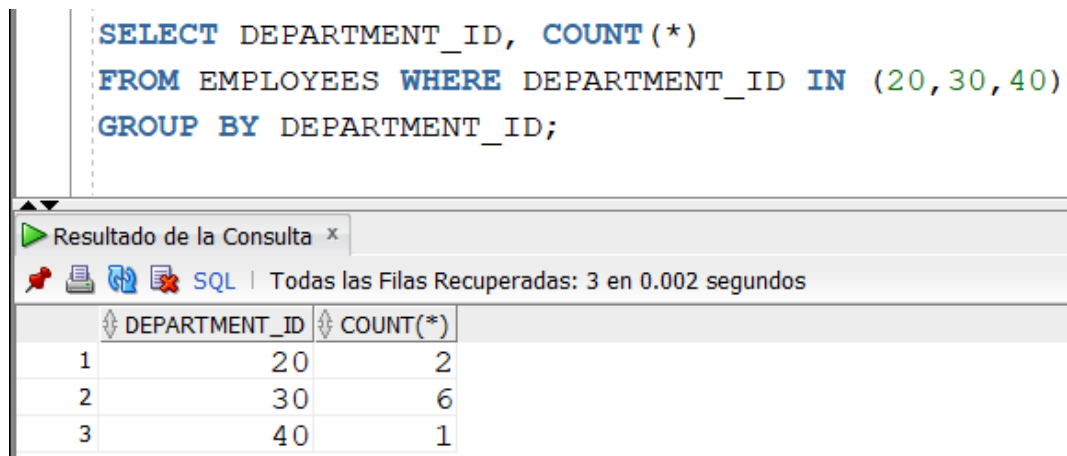 SELECT DEPARTMENT_ID, COUNT(*)
FROM EMPLOYEES WHERE DEPARTMENT_ID IN (20,30,40)
GROUP BY DEPARTMENT_ID;
Resultado de la Consulta x
SQL | Todas las Filas Recuperadas: 3 en 0.002 segundos
DEPARTMENT_ID COUNT(*)
1 20 2
2 30 6
3 40 1